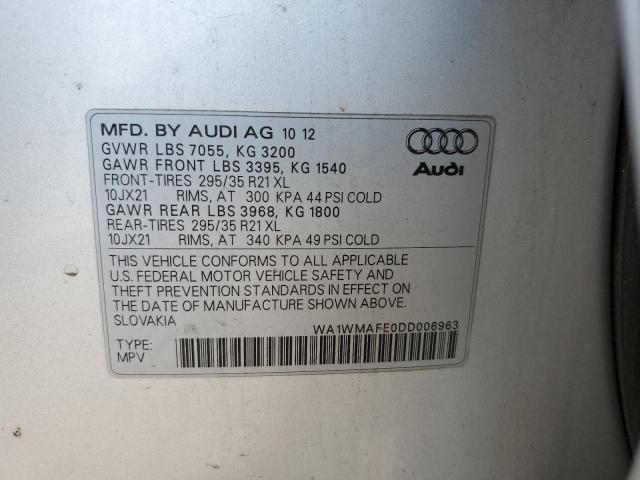 MFD. BY AUDI AG 10 12
GVWR LBS 7055, KG 3200
GAWR FRONT LBS 3395, KG 1540
FRONT-TIRES 295/35 R21 XL
10JX21 RIMS, AT 300 KPA 44 PSI COLD
GAWR REAR LBS 3968, KG 1800
REAR-TIRES 295/35 R21 XL
10JX21 RIMS, AT 340 KPA 49 PSI COLD
Audi
THIS VEHICLE CONFORMS TO ALL APPLICABLE
U.S. FEDERAL MOTOR VEHICLE SAFETY AND
THEFT PREVENTION STANDARDS IN EFFECT ON
THE DATE OF MANUFACTURE SHOWN ABOVE.
SLOVAKIA
WA1WMAFE0DD006963
TYPE:
MPV